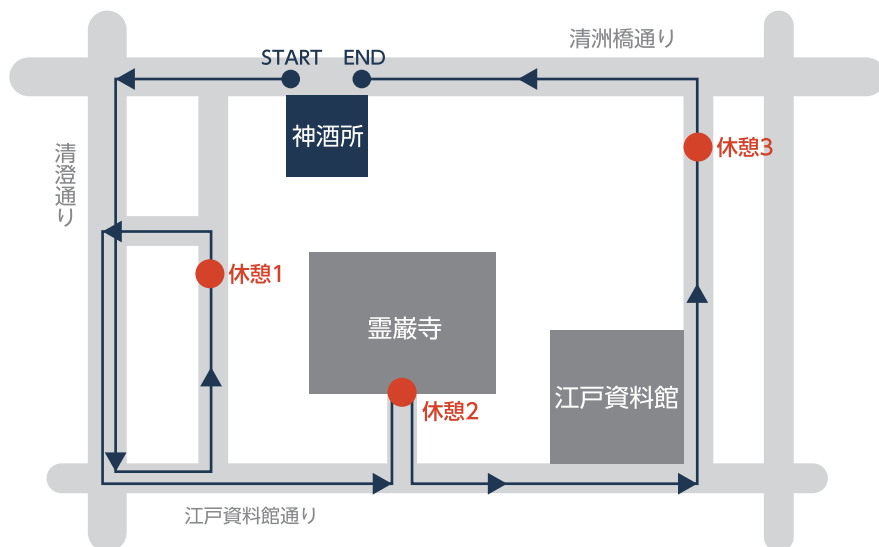 清洲橋通り
START END
神酒所
清澄通り
休憩3
休憩1
霊巌寺
江戸資料館
休憩2
江戸資料館通り